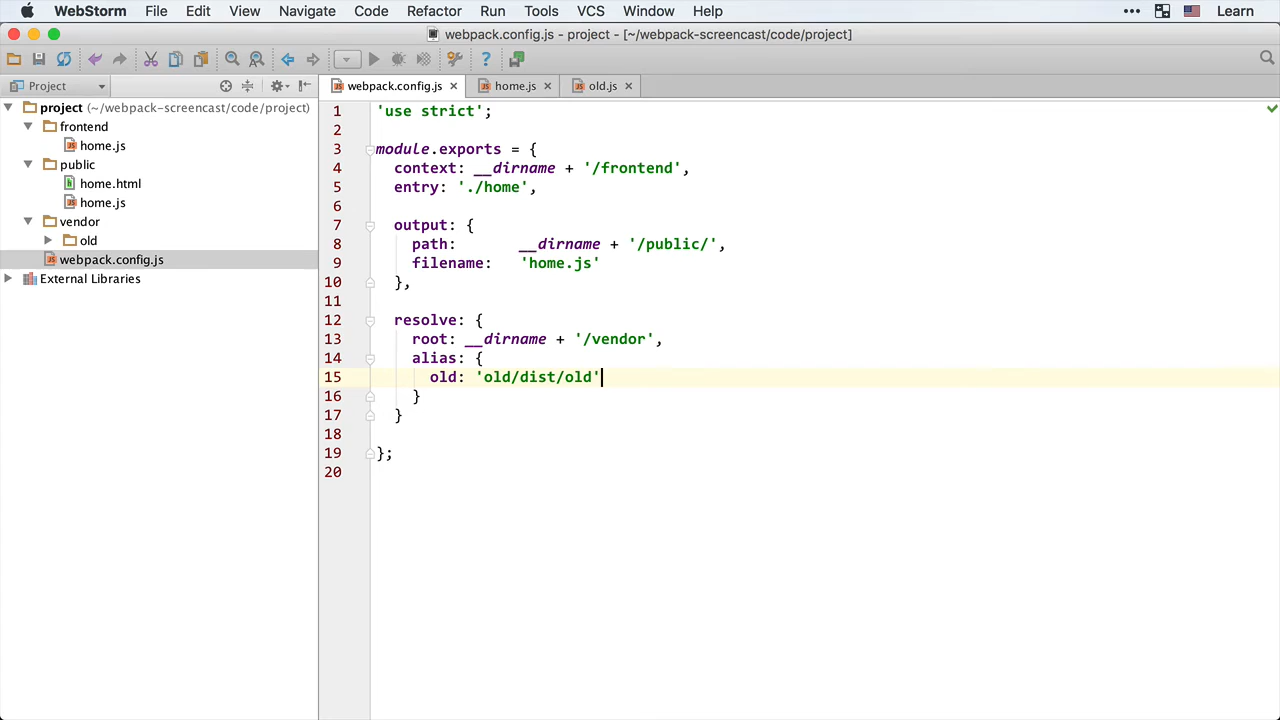 WebStorm File Edit View Navigate Code Refactor Run Tools VCS Window Help ••• Learn
webpack.config.js - project - [~/webpack-screencast/code/project]
Project
webpack.config.js home.js old.js
project (~/webpack-screencast/code/project)
frontend
home.js
public
home.html
home.js
vendor
old
webpack.config.js
External Libraries
1 'use strict';
2
3 module.exports = {
4 context: __dirname + '/frontend',
5 entry: './home',
6
7 output: {
8 path: __dirname + '/public/',
9 filename: 'home.js'
10 },
11
12 resolve: {
13 root: __dirname + '/vendor',
14 alias: {
15 old: 'old/dist/old'
16 }
17 }
18
19 };
20